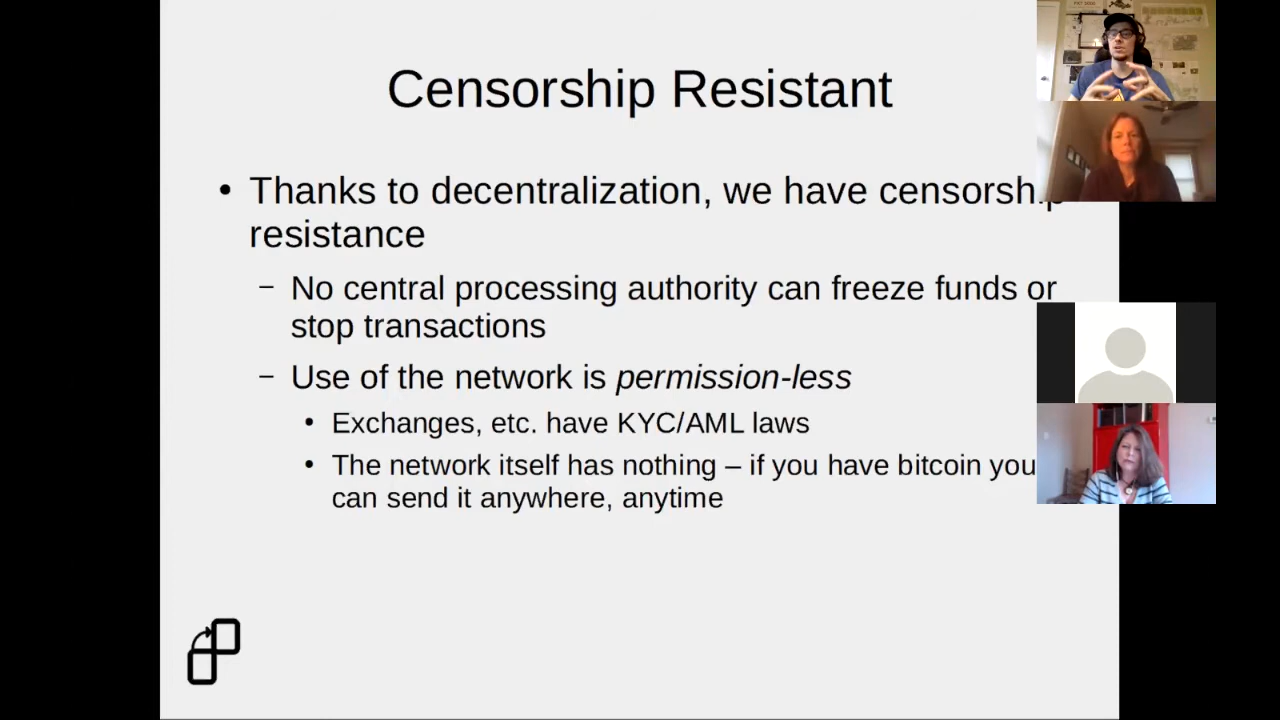 Censorship Resistant
• Thanks to decentralization, we have censorship
resistance
– No central processing authority can freeze funds or
stop transactions
– Use of the network is permission-less
• Exchanges, etc. have KYC/AML laws
• The network itself has nothing – if you have bitcoin you
can send it anywhere, anytime